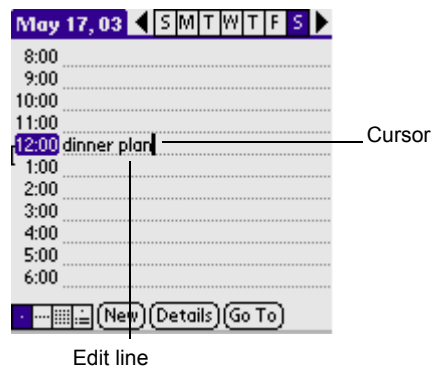 May 17, 03 S M T W T F S
8:00
9:00
10:00
11:00
12:00 dinner plan Cursor
1:00
2:00
3:00
4:00
5:00
6:00
New Details Go To
Edit line